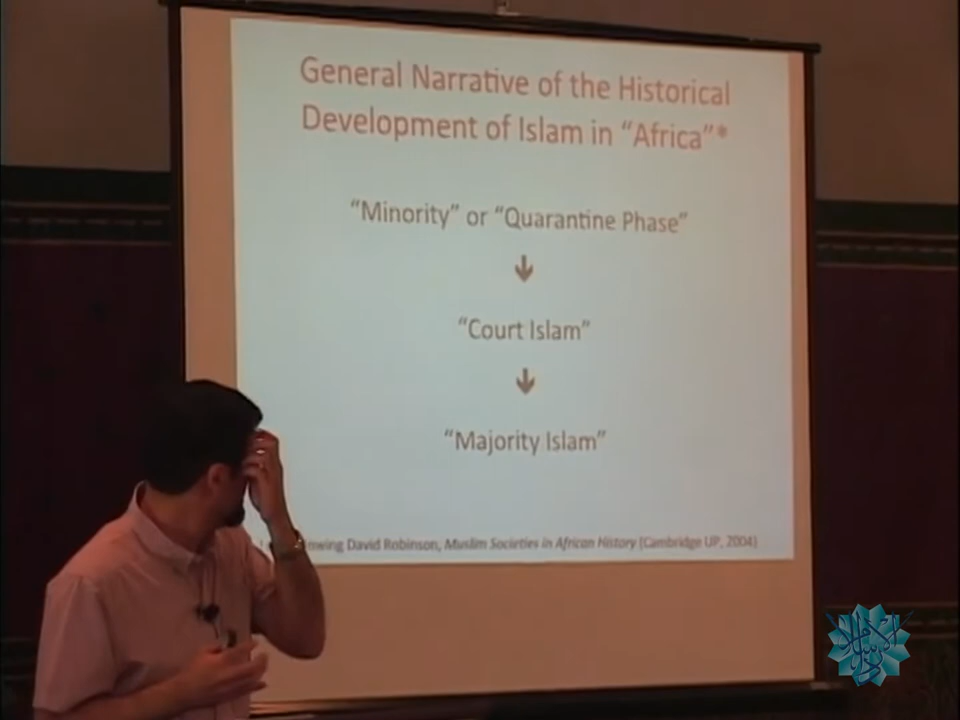 General Narrative of the Historical
Development of Islam in “Africa”*
“Minority” or “Quarantine Phase”
“Court Islam”
“Majority Islam”
David Robinson, Muslim Societies in African History (Cambridge UP, 2004)